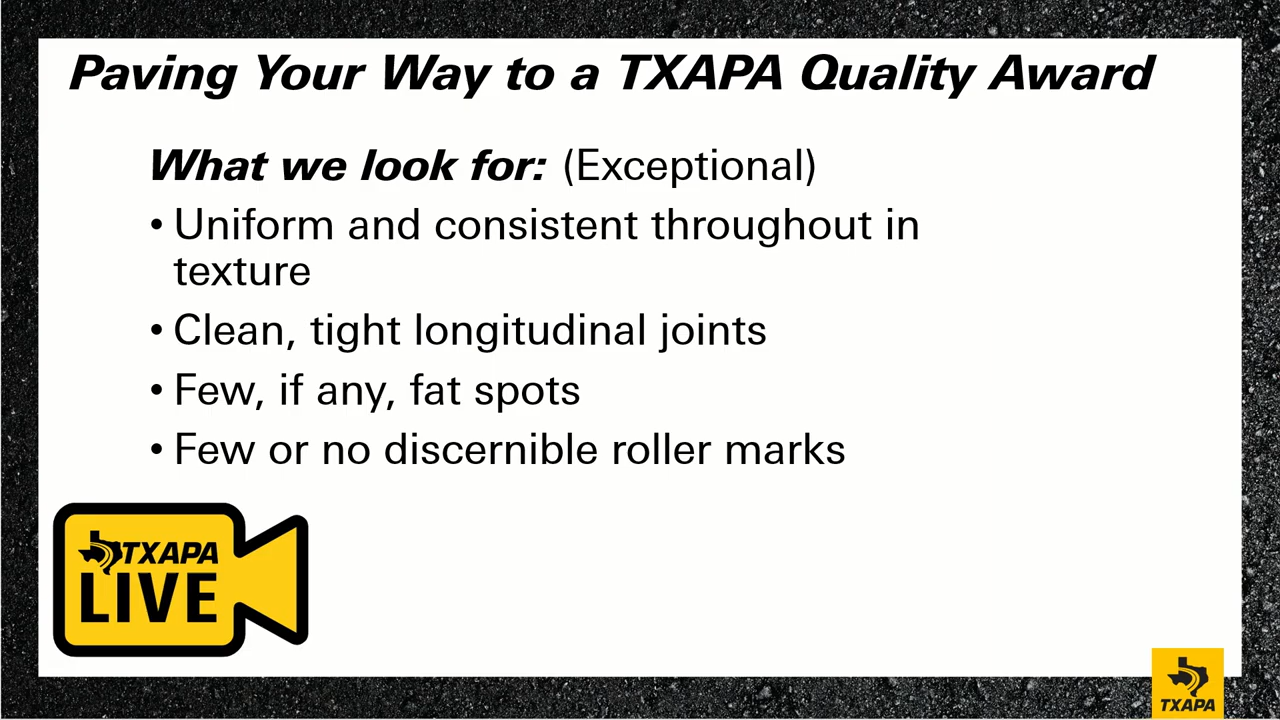 Paving Your Way to a TXAPA Quality Award
What we look for: (Exceptional)
• Uniform and consistent throughout in
texture
• Clean, tight longitudinal joints
• Few, if any, fat spots
• Few or no discernible roller marks
TXAPA
LIVE
TXAPA